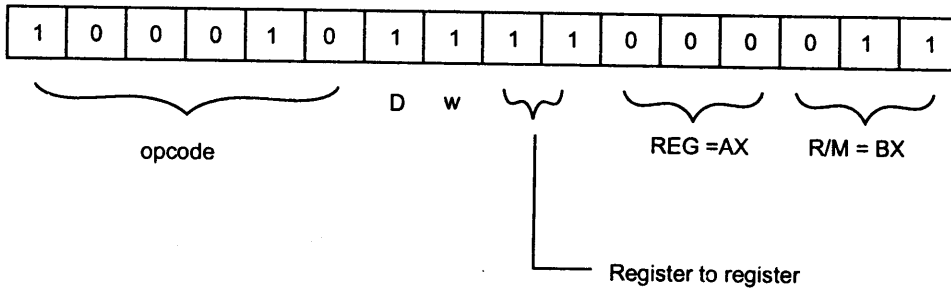 1 0 0 0 1 0 1 1 1 1 0 0 0 0 1 1
D w
opcode
REG =AX R/M = BX
Register to register